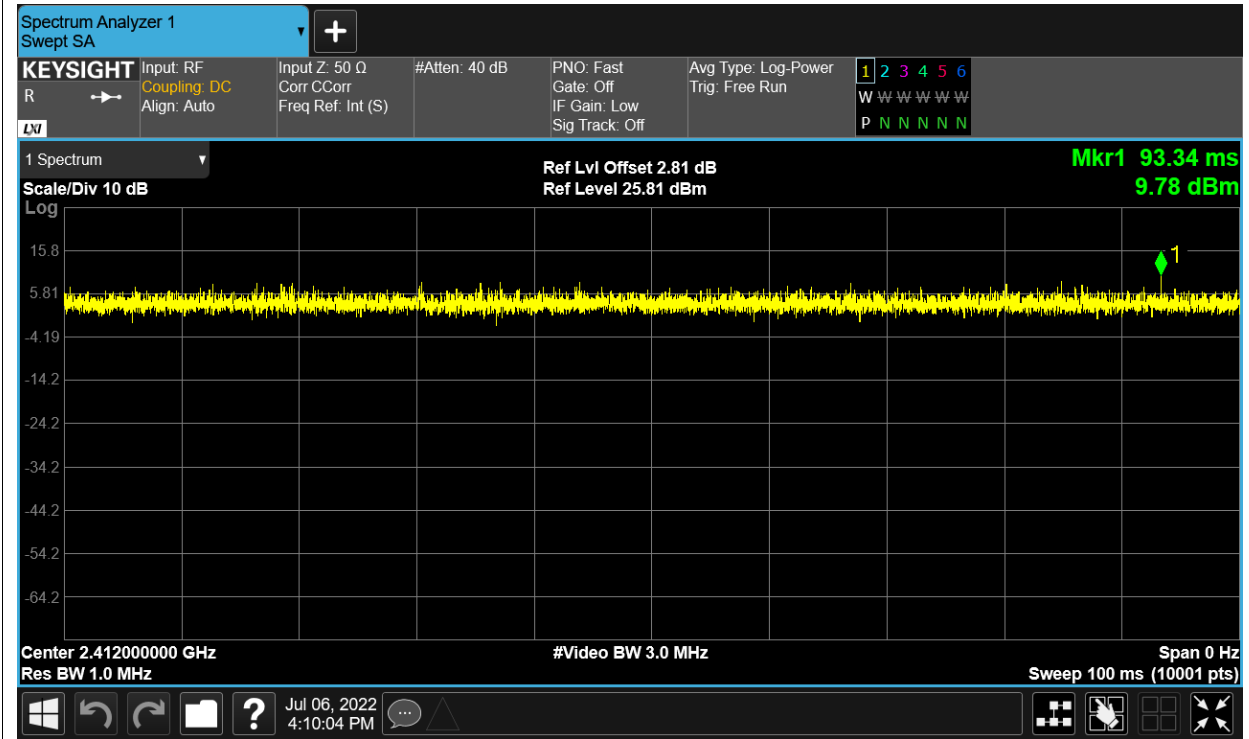 Spectrum Analyzer 1
Swept SA
+
KEYSIGHT
R
LXI
Input: RF
Coupling: DC
Align: Auto
Input Z: 50 Ω
Corr CCorr
Freq Ref: Int (S)
#Atten: 40 dB
PNO: Fast
Gate: Off
IF Gain: Low
Sig Track: Off
Avg Type: Log-Power
Trig: Free Run
1 2 3 4 5 6
W W W W W W
P N N N N N
1 Spectrum
Scale/Div 10 dB
Log
Ref Lvl Offset 2.81 dB
Ref Level 25.81 dBm
Mkr1 93.34 ms
9.78 dBm
1
15.8
5.81
-4.19
-14.2
-24.2
-34.2
-44.2
-54.2
-64.2
Center 2.412000000 GHz
Res BW 1.0 MHz
#Video BW 3.0 MHz
Span 0 Hz
Sweep 100 ms (10001 pts)
?
Jul 06, 2022
4:10:04 PM